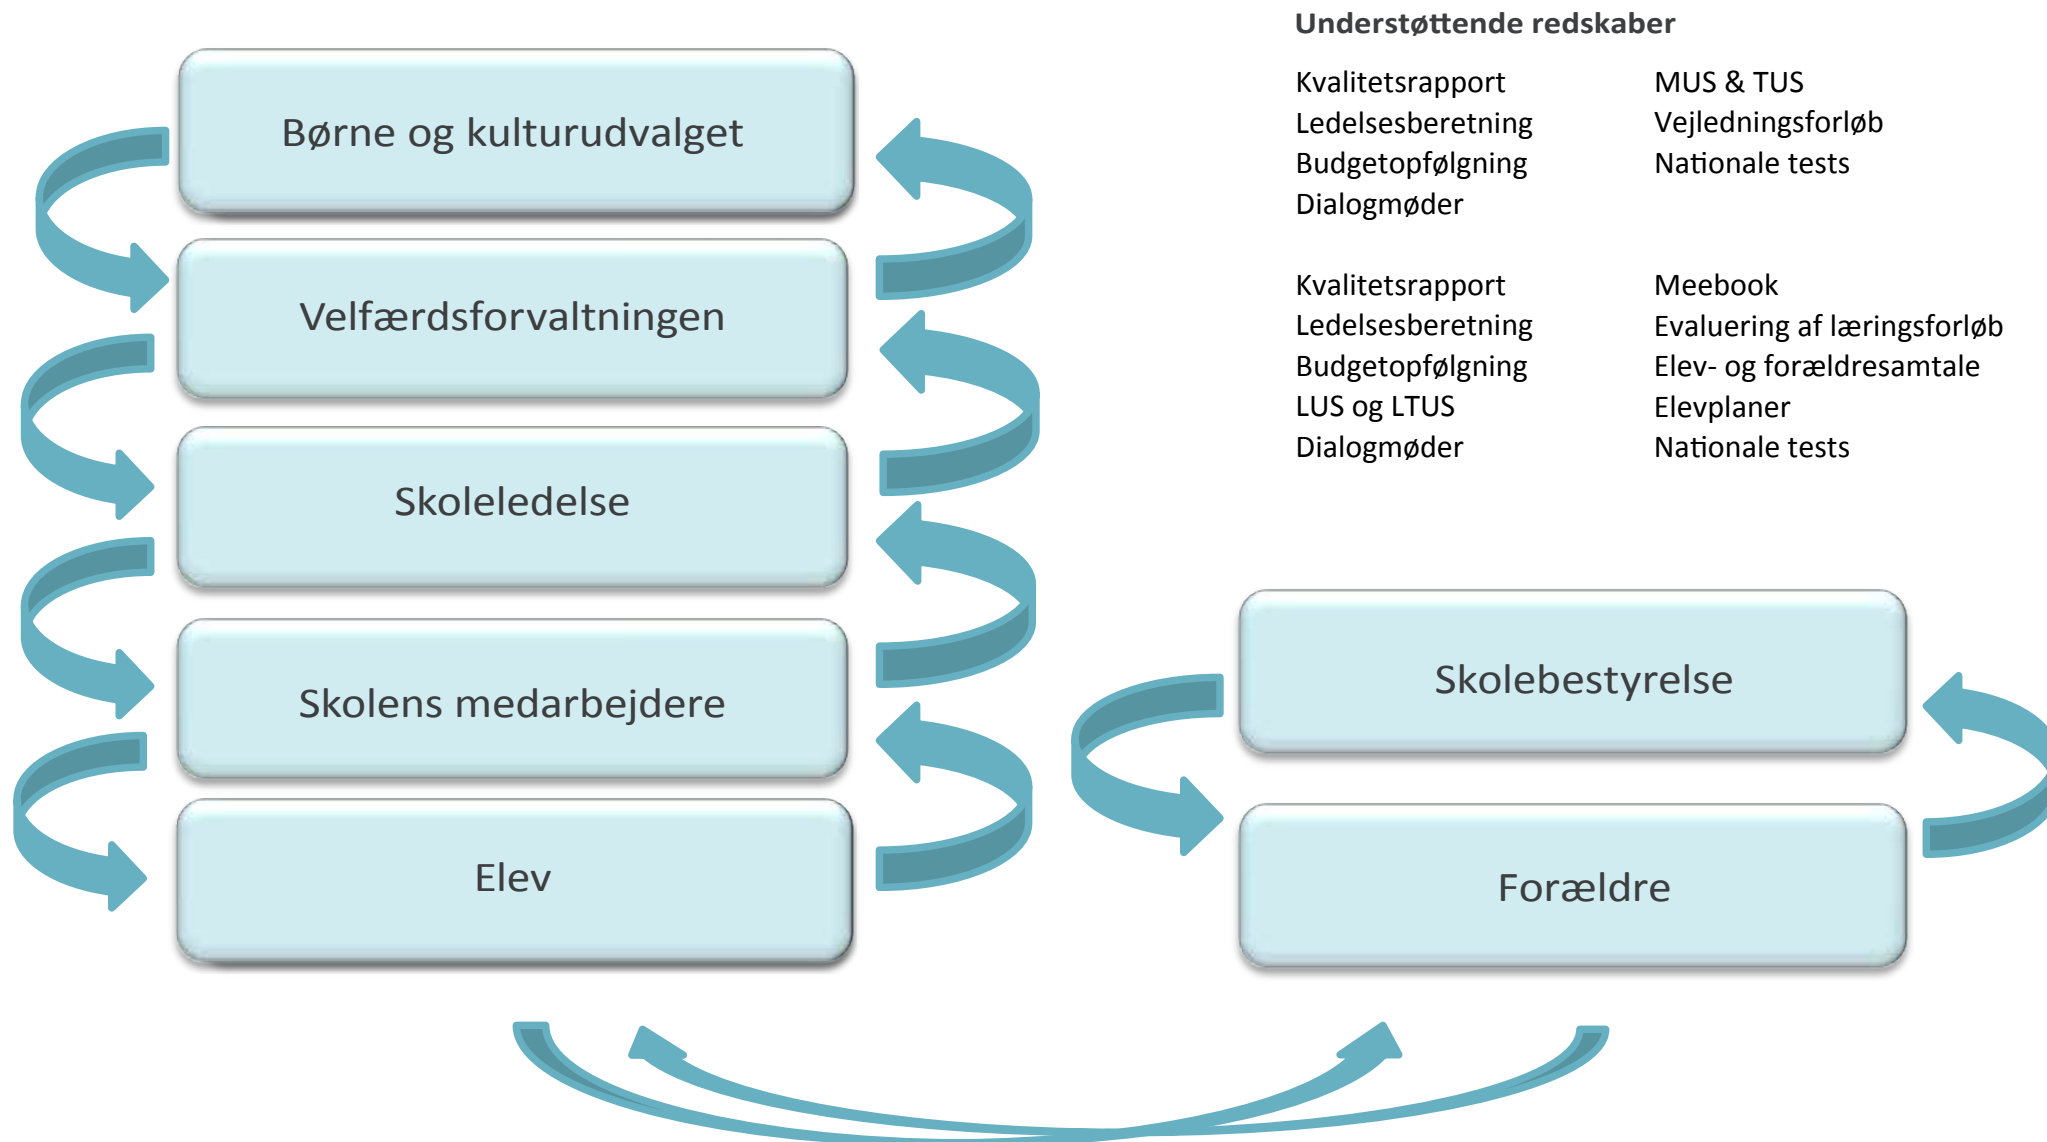 Understøttende redskaber
Kvalitetsrapport
Ledelsesberetning
Budgetopfølgning
Dialogmøder
MUS & TUS
Vejledningsforløb
Nationale tests
Kvalitetsrapport
Ledelsesberetning
Budgetopfølgning
LUS og LTUS
Dialogmøder
Meebook
Evaluering af læringsforløb
Elev- og forældresamtale
Elevplaner
Nationale tests
Børne og kulturudvalget
Velfærdsforvaltningen
Skoleledelse
Skolens medarbejdere
Elev
Skolebestyrelse
Forældre